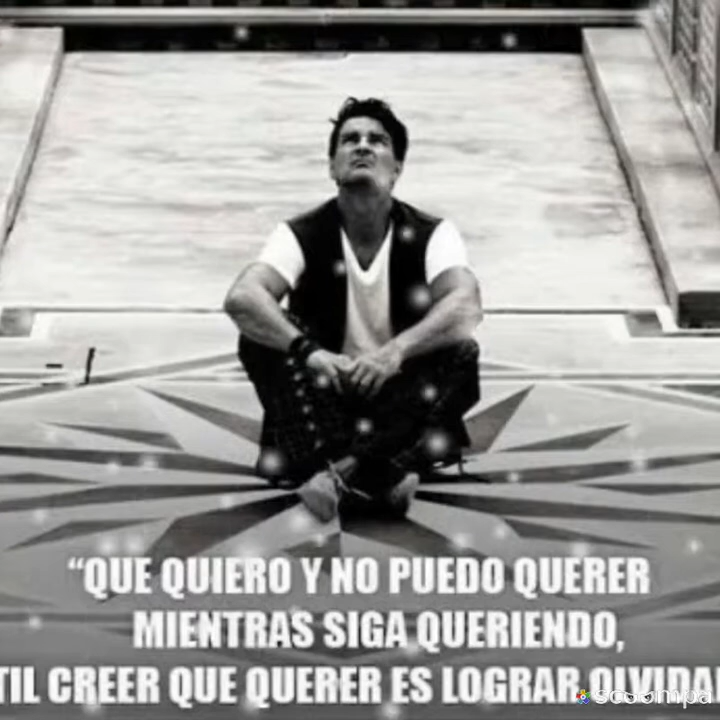 “QUE QUIERO Y NO PUEDO QUERER
MIENTRAS SIGA QUERIENDO,
CREER QUE QUERER ES LOGRAR